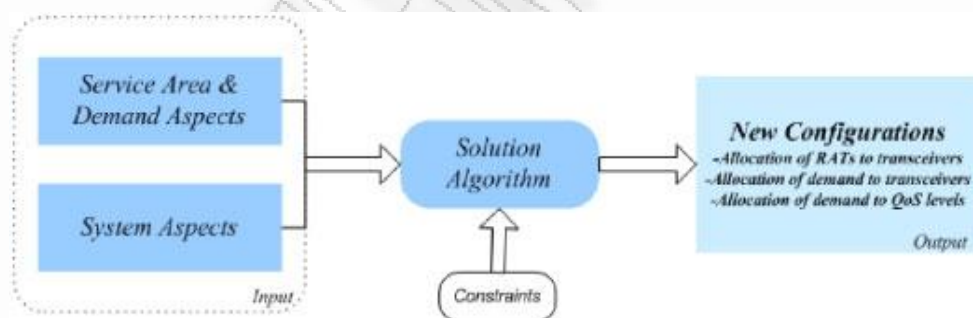 Service Area &
Demand Aspects
System Aspects
Input
Solution
Algorithm
Constraints
New Configurations
-Allocation of RATs to transceivers
-Allocation of demand to transceivers
-Allocation of demand to QoS levels
Output